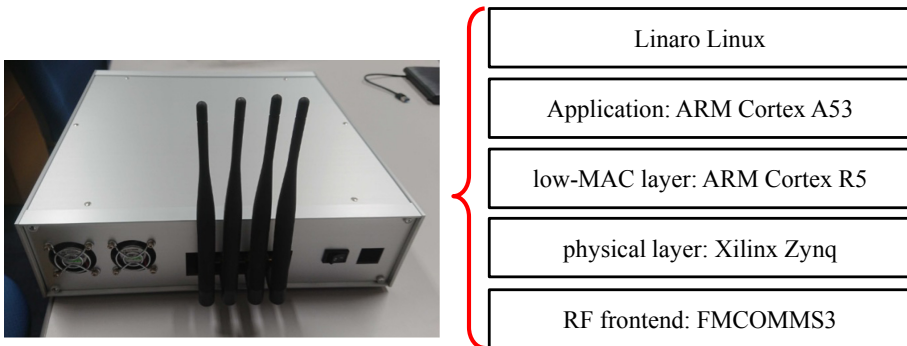 Linaro Linux
Application: ARM Cortex A53
low-MAC layer: ARM Cortex R5
physical layer: Xilinx Zynq
RF frontend: FMCOMMS3